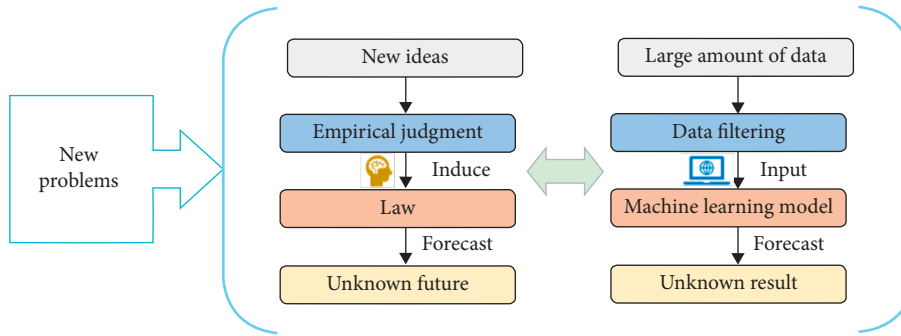 New
problems
New ideas
Empirical judgment
Induce
Law
Forecast
Unknown future
Large amount of data
Data filtering
Input
Machine learning model
Forecast
Unknown result